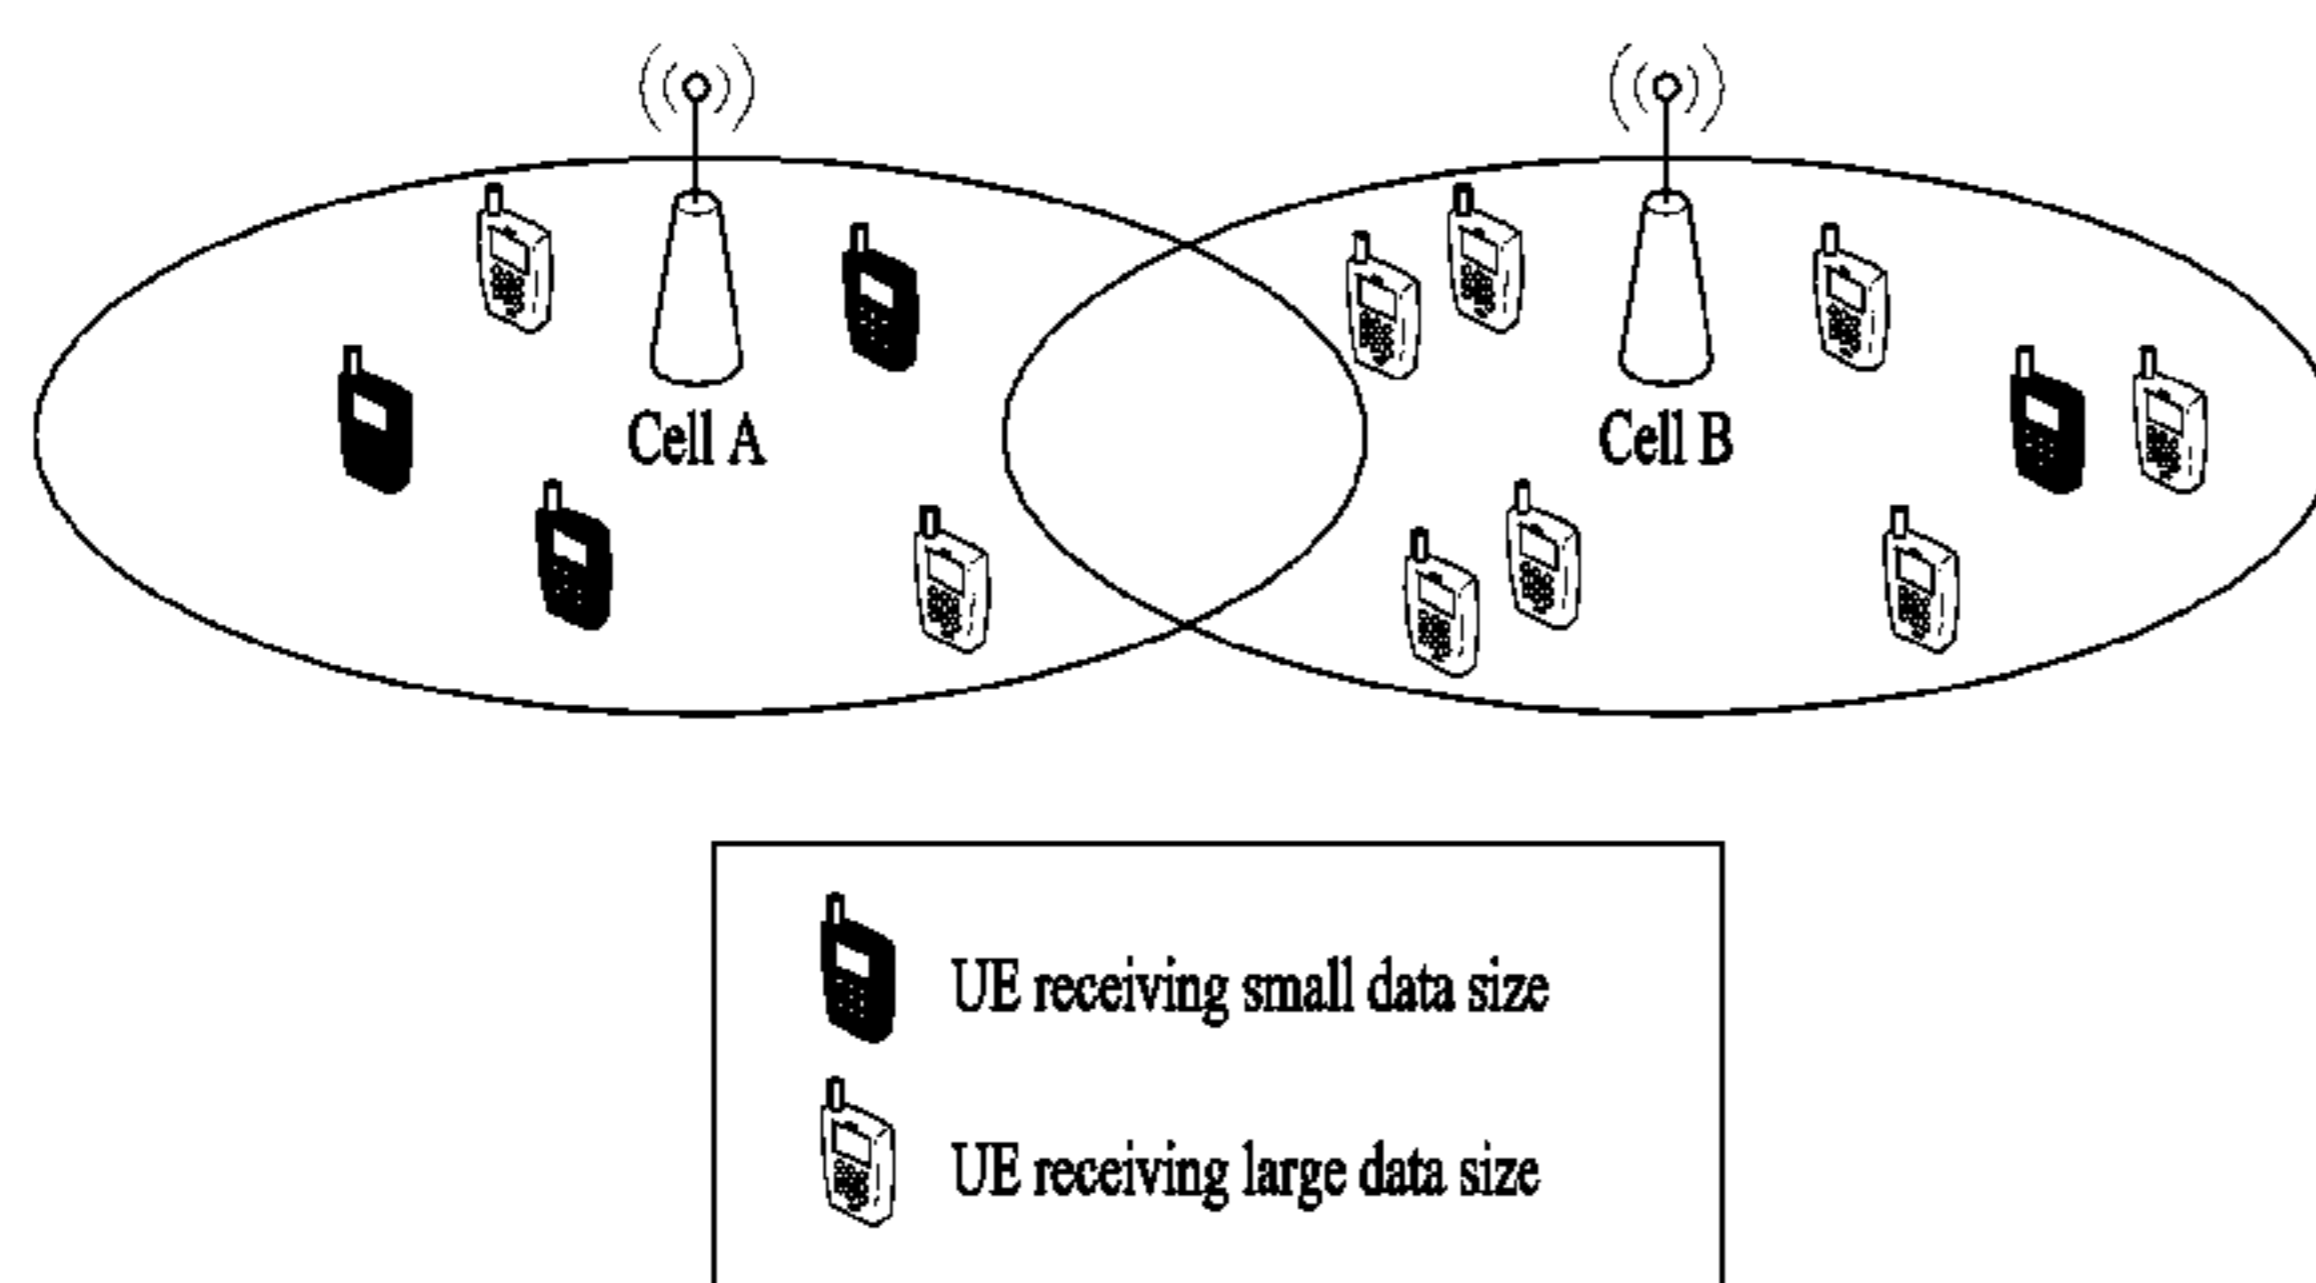 Cell A
Cell B
UE receiving small data size
UE receiving large data size